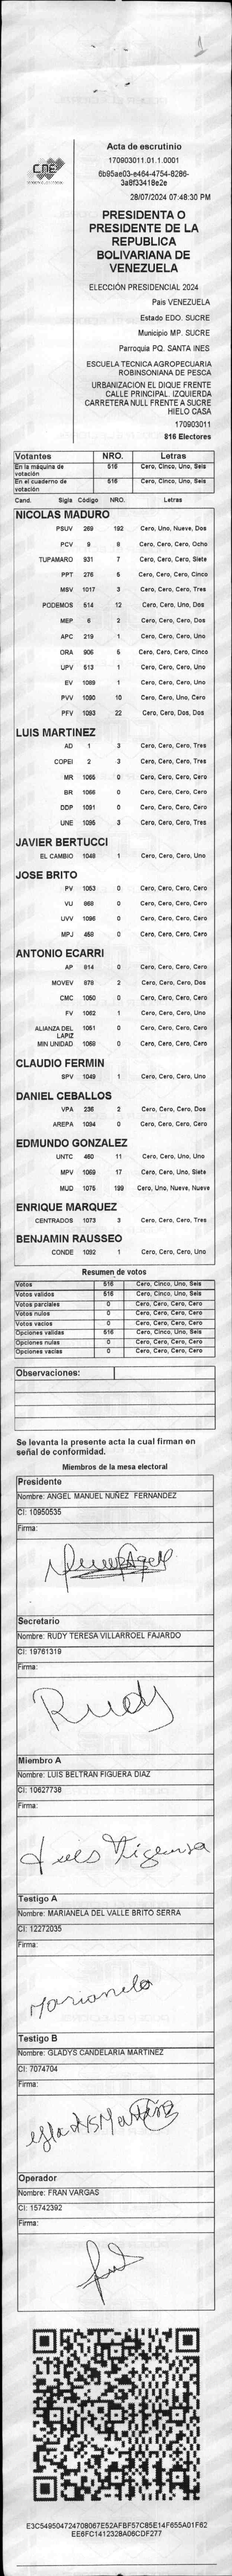 Acta de escrutinio
CNE
170903011.01.1.0001
6b95ae03-e464-4754-8286-
3a8f33418e2e
28/07/2024 07:48:30 PM
PRESIDENTA O
PRESIDENTE DE LA
REPUBLICA
BOLIVARIANA DE
VENEZUELA
ELECCIÓN PRESIDENCIAL 2024
Pais VENEZUELA
Estado EDO. SUCRE
Municipio MP. SUCRE
Parroquia PQ. SANTA INES
ESCUELA TECNICA AGROPECUARIA
ROBINSONIANA DE PESCA
URBANIZACION EL DIQUE FRENTE
CALLE PRINCIPAL. IZQUIERDA
CARRETERA NULL FRENTE A SUCRE
HIELO CASA
170903011
816 Electores
Votantes NRO. Letras
En la máquina de votación 516 Cero, Cinco, Uno, Seis
En el cuaderno de votación 516 Cero, Cinco, Uno, Seis
Cand. Sigla Código NRO. Letras
NICOLAS MADURO
PSUV 269 192 Cero, Uno, Nueve, Dos
PCV 9 8 Cero, Cero, Cero, Ocho
TUPAMARO 931 7 Cero, Cero, Cero, Siete
PPT 276 5 Cero, Cero, Cero, Cinco
MSV 1017 3 Cero, Cero, Cero, Tres
PODEMOS 514 12 Cero, Cero, Uno, Dos
MEP 6 2 Cero, Cero, Cero, Dos
APC 219 1 Cero, Cero, Cero, Uno
ORA 906 5 Cero, Cero, Cero, Cinco
UPV 513 1 Cero, Cero, Cero, Uno
EV 1089 1 Cero, Cero, Cero, Uno
PVV 1090 10 Cero, Cero, Uno, Cero
PFV 1093 22 Cero, Cero, Dos, Dos
LUIS MARTINEZ
AD 1 3 Cero, Cero, Cero, Tres
COPEI 2 3 Cero, Cero, Cero, Tres
MR 1065 0 Cero, Cero, Cero, Cero
BR 1066 0 Cero, Cero, Cero, Cero
DDP 1091 0 Cero, Cero, Cero, Cero
UNE 1095 3 Cero, Cero, Cero, Tres
JAVIER BERTUCCI
EL CAMBIO 1048 1 Cero, Cero, Cero, Uno
JOSE BRITO
PV 1053 0 Cero, Cero, Cero, Cero
VU 868 0 Cero, Cero, Cero, Cero
UVV 1096 0 Cero, Cero, Cero, Cero
MPJ 458 0 Cero, Cero, Cero, Cero
ANTONIO ECARRI
AP 814 0 Cero, Cero, Cero, Cero
MOVEV 878 2 Cero, Cero, Cero, Dos
CMC 1050 0 Cero, Cero, Cero, Cero
FV 1062 1 Cero, Cero, Cero, Uno
ALIANZA DEL LAPIZ 1051 0 Cero, Cero, Cero, Cero
MIN UNIDAD 1068 0 Cero, Cero, Cero, Cero
CLAUDIO FERMIN
SPV 1049 1 Cero, Cero, Cero, Uno
DANIEL CEBALLOS
VPA 236 2 Cero, Cero, Cero, Dos
AREPA 1094 0 Cero, Cero, Cero, Cero
EDMUNDO GONZALEZ
UNTC 460 11 Cero, Cero, Uno, Uno
MPV 1069 17 Cero, Cero, Uno, Siete
MUD 1075 199 Cero, Uno, Nueve, Nueve
ENRIQUE MARQUEZ
CENTRADOS 1073 3 Cero, Cero, Cero, Tres
BENJAMIN RAUSSEO
CONDE 1092 1 Cero, Cero, Cero, Uno
Resumen de votos
Votos 516 Cero, Cinco, Uno, Seis
Votos validos 516 Cero, Cinco, Uno, Seis
Votos parciales 0 Cero, Cero, Cero, Cero
Votos nulos 0 Cero, Cero, Cero, Cero
Votos vacios 0 Cero, Cero, Cero, Cero
Opciones validas 516 Cero, Cinco, Uno, Seis
Opciones nulas 0 Cero, Cero, Cero, Cero
Opciones vacias 0 Cero, Cero, Cero, Cero
Observaciones:
Se levanta la presente acta la cual firman en
señal de conformidad.
Miembros de la mesa electoral
Presidente
Nombre: ANGEL MANUEL NUÑEZ FERNANDEZ
CI: 10950535
Firma:
Secretario
Nombre: RUDY TERESA VILLARROEL FAJARDO
CI: 19761319
Firma:
Rudy
Miembro A
Nombre: LUIS BELTRAN FIGUERA DIAZ
CI: 10627738
Firma:
Luis Figuera
Testigo A
Nombre: MARIANELA DEL VALLE BRITO SERRA
CI: 12272035
Firma:
Marianela
Testigo B
Nombre: GLADYS CANDELARIA MARTINEZ
CI: 7074704
Firma:
Gladys Martinez
Operador
Nombre: FRAN VARGAS
CI: 15742392
Firma:
E3C549504724708067E52AFBF57C85E14F655A01F62
EE6FC1412328A06CDF277